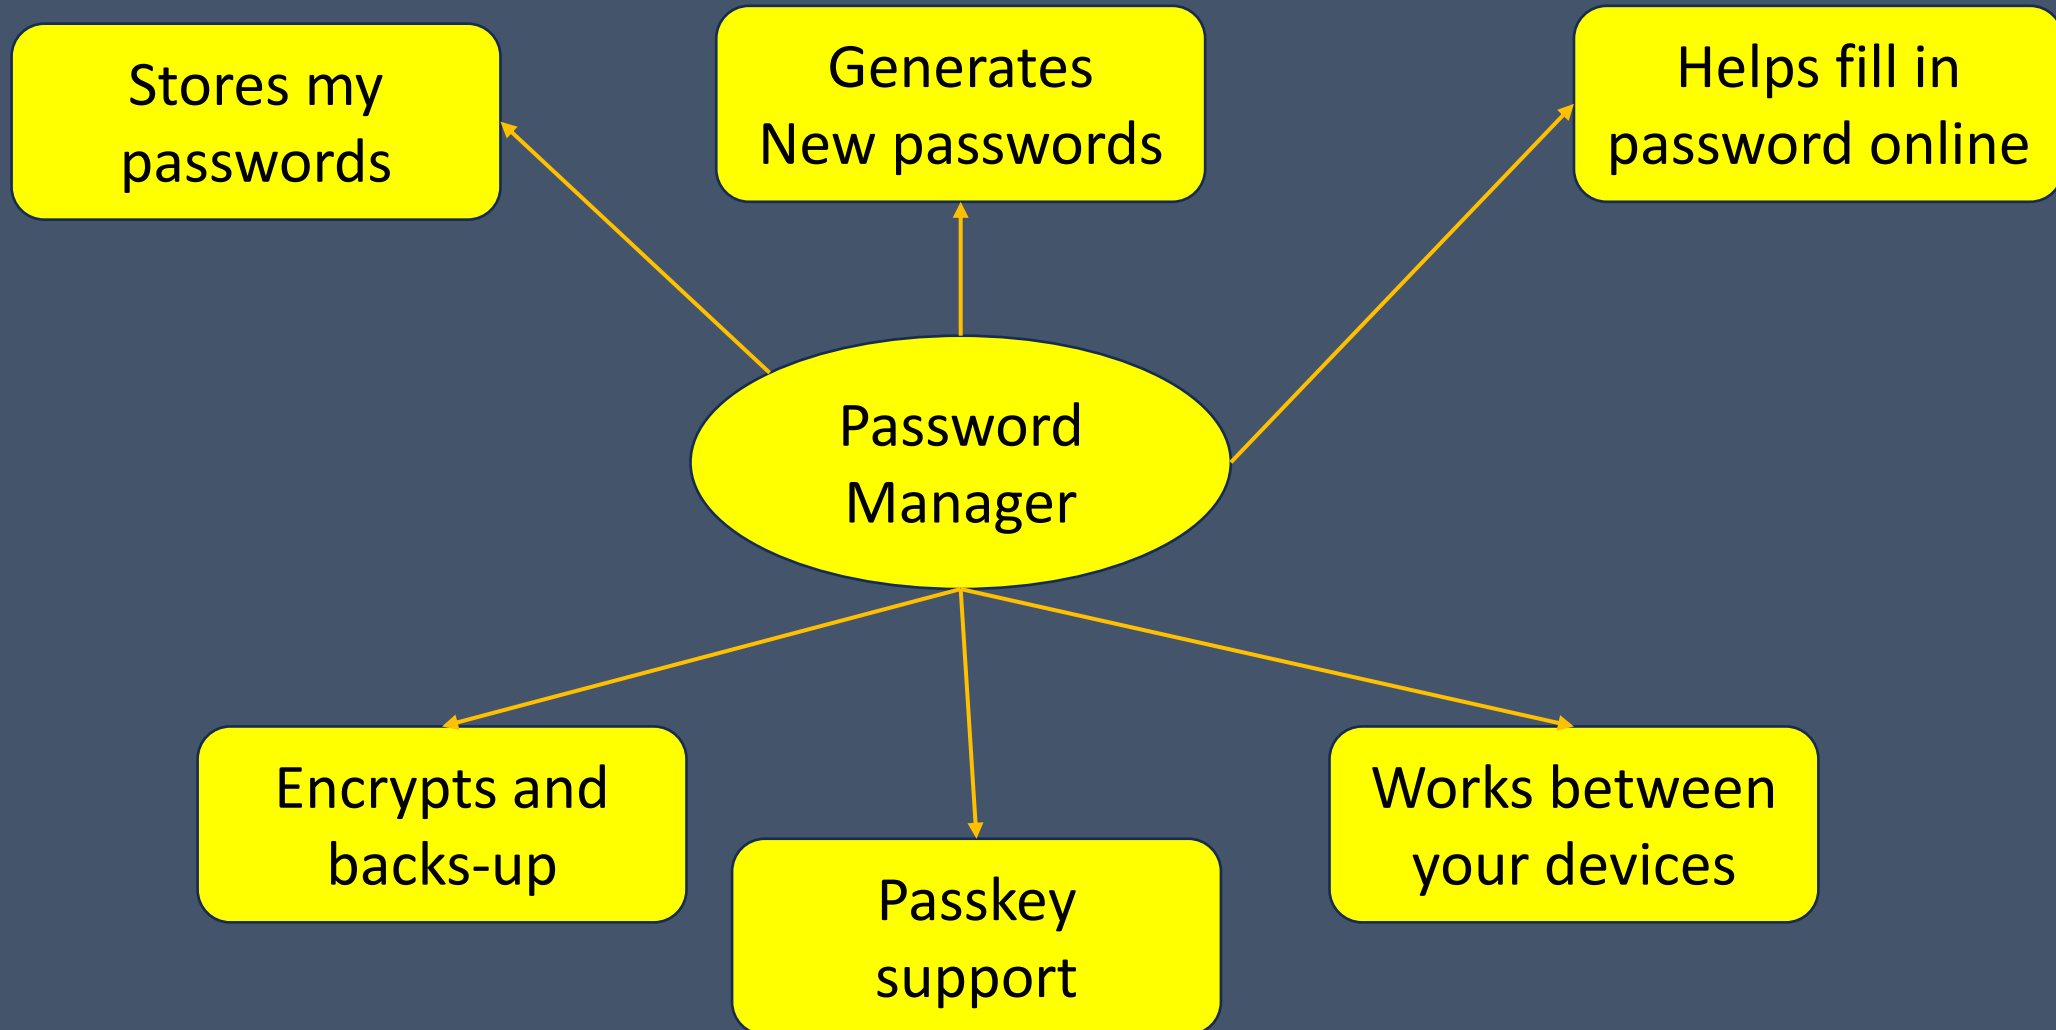 Stores my
passwords
Generates
New passwords
Helps fill in
password online
Password
Manager
Encrypts and
backs-up
Passkey
support
Works between
your devices